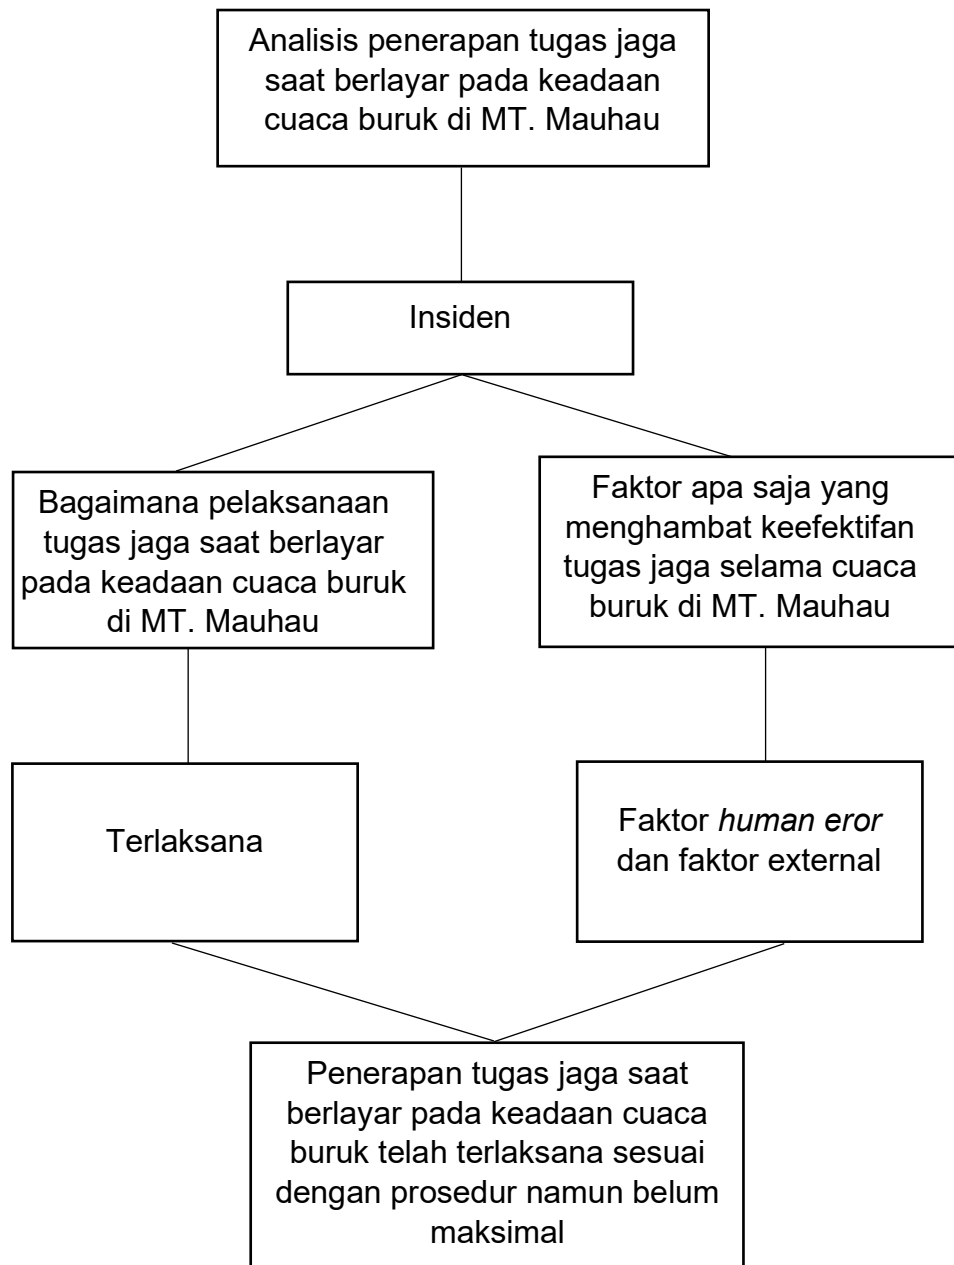 Analisis penerapan tugas jaga
saat berlayar pada keadaan
cuaca buruk di MT. Mauhau
Insiden
Bagaimana pelaksanaan
tugas jaga saat berlayar
pada keadaan cuaca buruk
di MT. Mauhau
Faktor apa saja yang
menghambat keefektifan
tugas jaga selama cuaca
buruk di MT. Mauhau
Terlaksana
Faktor human eror
dan faktor external
Penerapan tugas jaga saat
berlayar pada keadaan cuaca
buruk telah terlaksana sesuai
dengan prosedur namun belum
maksimal